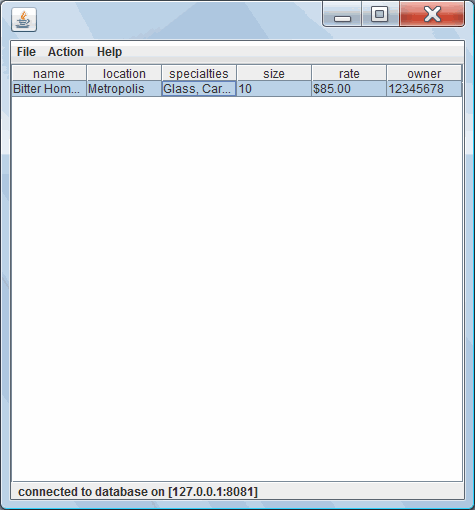 File Action Help
name location specialties size rate owner
Bitter Hom... Metropolis Glass, Car... 10 $85.00 12345678
connected to database on [127.0.0.1:8081]